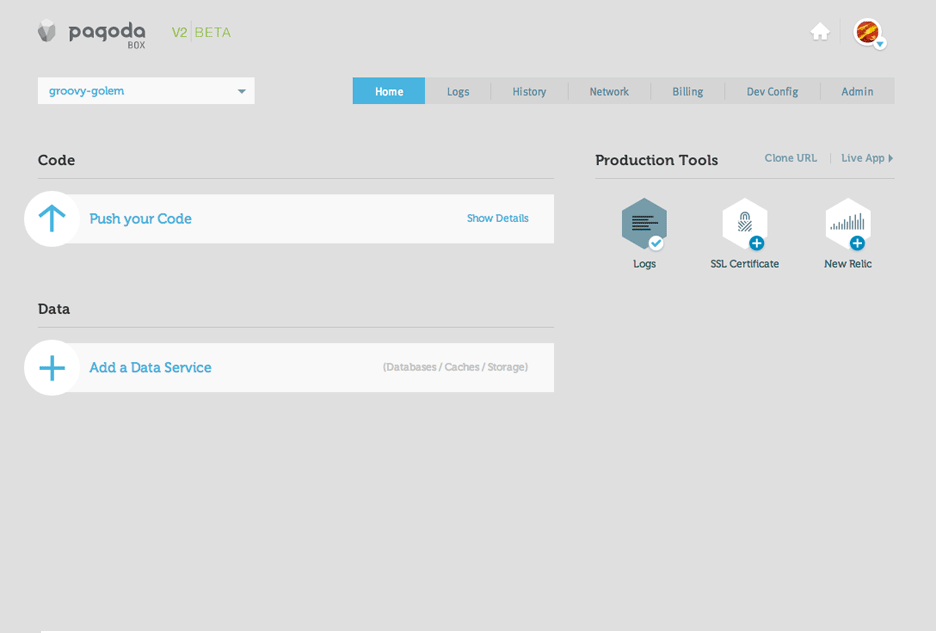 pagoda
BOX
V2 BETA
groovy-golem
Home Logs History Network Billing Dev Config Admin
Code
Push your Code
Show Details
Data
Add a Data Service
(Databases / Caches / Storage)
Production Tools
Clone URL
Live App
Logs
SSL Certificate
New Relic